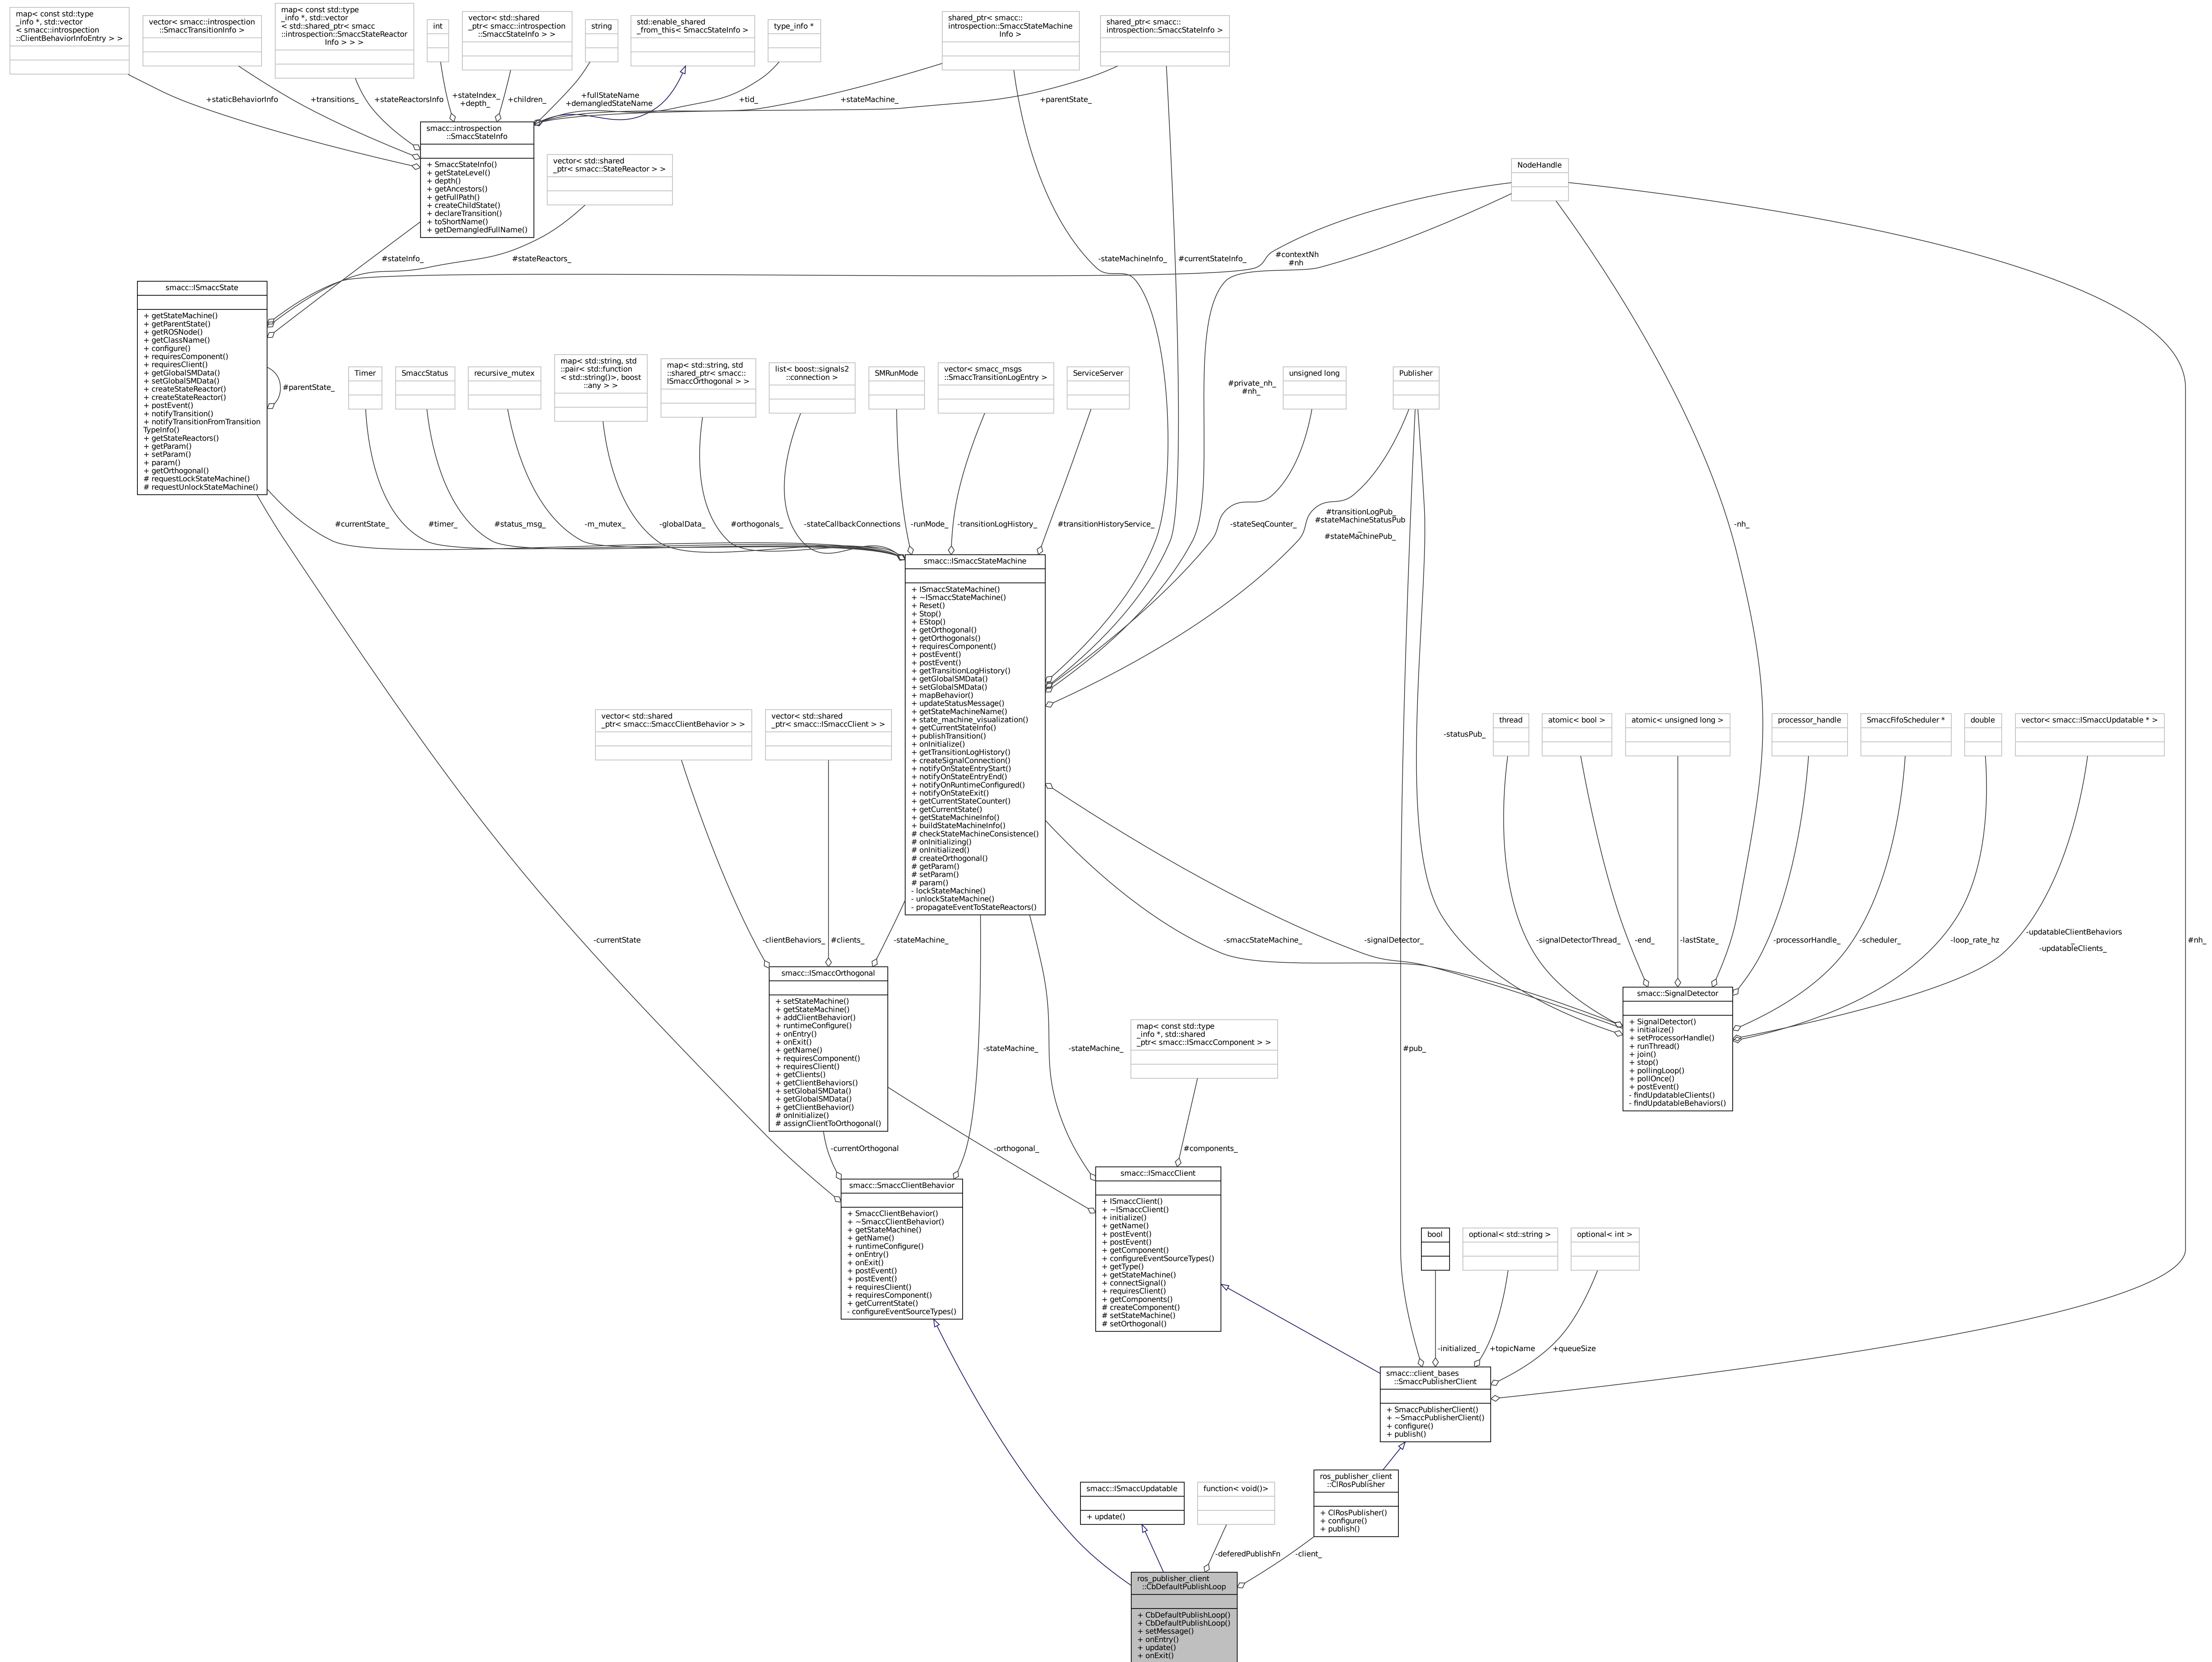 map< const std::type
_info *, std::vector
< smacc::introspection
::ClientBehaviorInfoEntry > >
vector< smacc::introspection
::SmaccTransitionInfo >
map< const std::type
_info *, std::vector
< std::shared_ptr< smacc
::introspection::SmaccStateReactor
Info > > >
int
vector< std::shared
_ptr< smacc::introspection
::SmaccStateInfo > >
string
std::enable_shared
_from_this< SmaccStateInfo >
type_info *
shared_ptr< smacc::
introspection::SmaccStateMachine
Info >
shared_ptr< smacc::
introspection::SmaccStateInfo >
+staticBehaviorInfo
+transitions_
+stateReactorsInfo
+stateIndex_
+depth_
+children_
+fullStateName
+demangledStateName
+tid_
+stateMachine_
+parentState_
smacc::introspection
::SmaccStateInfo
+ SmaccStateInfo()
+ getStateLevel()
+ depth()
+ getAncestors()
+ getFullPath()
+ createChildState()
+ declareTransition()
+ toShortName()
+ getDemangledFullName()
vector< std::shared
_ptr< smacc::StateReactor > >
NodeHandle
#stateInfo_
#stateReactors_
-stateMachineInfo_
#currentStateInfo_
#contextNh
#nh
smacc::ISmaccState
+ getStateMachine()
+ getParentState()
+ getROSNode()
+ getClassName()
+ configure()
+ requiresComponent()
+ requiresClient()
+ getGlobalSMData()
+ setGlobalSMData()
+ createStateReactor()
+ createStateReactor()
+ postEvent()
+ notifyTransition()
+ notifyTransitionFromTransition
TypeInfo()
+ getStateReactors()
+ getParam()
+ setParam()
+ param()
+ getOrthogonal()
# requestLockStateMachine()
# requestUnlockStateMachine()
#parentState_
Timer
SmaccStatus
recursive_mutex
map< std::string, std
::pair< std::function
< std::string()>, boost
::any > >
map< std::string, std
::shared_ptr< smacc::
ISmaccOrthogonal > >
list< boost::signals2
::connection >
SMRunMode
vector< smacc_msgs
::SmaccTransitionLogEntry >
ServiceServer
#private_nh_
#nh_
unsigned long
Publisher
#currentState_
#timer_
#status_msg_
-m_mutex_
-globalData_
#orthogonals_
-stateCallbackConnections
-runMode_
-transitionLogHistory_
#transitionHistoryService_
-stateSeqCounter_
#transitionLogPub_
#stateMachineStatusPub
_
#stateMachinePub_
-nh_
smacc::ISmaccStateMachine
+ ISmaccStateMachine()
+ ~ISmaccStateMachine()
+ Reset()
+ Stop()
+ EStop()
+ getOrthogonal()
+ getOrthogonals()
+ requiresComponent()
+ postEvent()
+ postEvent()
+ getTransitionLogHistory()
+ getGlobalSMData()
+ setGlobalSMData()
+ mapBehavior()
+ updateStatusMessage()
+ getStateMachineName()
+ state_machine_visualization()
+ getCurrentStateInfo()
+ publishTransition()
+ onInitialize()
+ getTransitionLogHistory()
+ createSignalConnection()
+ notifyOnStateEntryStart()
+ notifyOnStateEntryEnd()
+ notifyOnRuntimeConfigured()
+ notifyOnStateExit()
+ getCurrentStateCounter()
+ getCurrentState()
+ getStateMachineInfo()
+ buildStateMachineInfo()
# checkStateMachineConsistence()
# onInitializing()
# onInitialized()
# createOrthogonal()
# getParam()
# setParam()
# param()
- lockStateMachine()
- unlockStateMachine()
- propagateEventToStateReactors()
vector< std::shared
_ptr< smacc::SmaccClientBehavior > >
vector< std::shared
_ptr< smacc::ISmaccClient > >
-statusPub_
thread
atomic< bool >
atomic< unsigned long >
processor_handle
SmaccFifoScheduler *
double
vector< smacc::ISmaccUpdatable * >
-currentState
-clientBehaviors_
#clients_
-stateMachine_
-smaccStateMachine_
-signalDetector_
-signalDetectorThread_
-end_
-lastState_
-processorHandle_
-scheduler_
-loop_rate_hz
-updatableClientBehaviors
_
-updatableClients_
#nh_
smacc::ISmaccOrthogonal
+ setStateMachine()
+ getStateMachine()
+ addClientBehavior()
+ runtimeConfigure()
+ onEntry()
+ onExit()
+ getName()
+ requiresComponent()
+ requiresClient()
+ getClients()
+ getClientBehaviors()
+ setGlobalSMData()
+ getGlobalSMData()
+ getClientBehavior()
# onInitialize()
# assignClientToOrthogonal()
smacc::SignalDetector
+ SignalDetector()
+ initialize()
+ setProcessorHandle()
+ runThread()
+ join()
+ stop()
+ pollingLoop()
+ pollOnce()
+ postEvent()
- findUpdatableClients()
- findUpdatableBehaviors()
-stateMachine_
-stateMachine_
map< const std::type
_info *, std::shared
_ptr< smacc::ISmaccComponent > >
#pub_
-currentOrthogonal
-orthogonal_
#components_
smacc::SmaccClientBehavior
+ SmaccClientBehavior()
+ ~SmaccClientBehavior()
+ getStateMachine()
+ getName()
+ runtimeConfigure()
+ onEntry()
+ onExit()
+ postEvent()
+ postEvent()
+ requiresClient()
+ requiresComponent()
+ getCurrentState()
- configureEventSourceTypes()
smacc::ISmaccClient
+ ISmaccClient()
+ ~ISmaccClient()
+ initialize()
+ getName()
+ postEvent()
+ postEvent()
+ getComponent()
+ configureEventSourceTypes()
+ getType()
+ getStateMachine()
+ connectSignal()
+ requiresClient()
+ getComponents()
# createComponent()
# setStateMachine()
# setOrthogonal()
bool
optional< std::string >
optional< int >
-initialized_
+topicName
+queueSize
smacc::client_bases
::SmaccPublisherClient
+ SmaccPublisherClient()
+ ~SmaccPublisherClient()
+ configure()
+ publish()
smacc::ISmaccUpdatable
+ update()
function< void()>
ros_publisher_client
::ClRosPublisher
+ ClRosPublisher()
+ configure()
+ publish()
-deferedPublishFn
-client_
ros_publisher_client
::CbDefaultPublishLoop
+ CbDefaultPublishLoop()
+ CbDefaultPublishLoop()
+ setMessage()
+ onEntry()
+ update()
+ onExit()